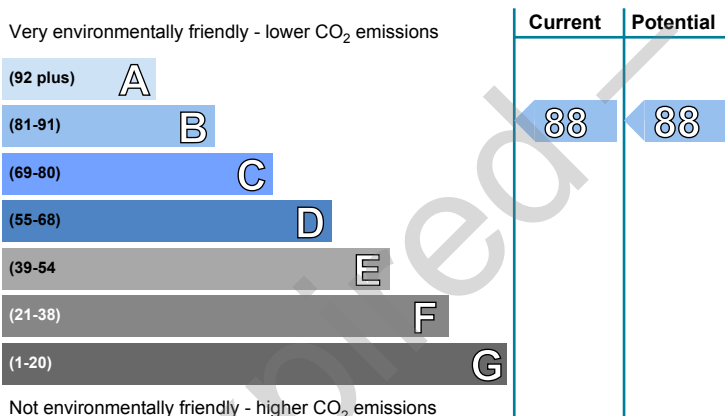 Very environmentally friendly - lower CO₂ emissions
Current Potential
(92 plus) A
(81-91) B 88 88
(69-80) C
(55-68) D
(39-54 E
(21-38) F
(1-20) G
Not environmentally friendly - higher CO₂ emissions